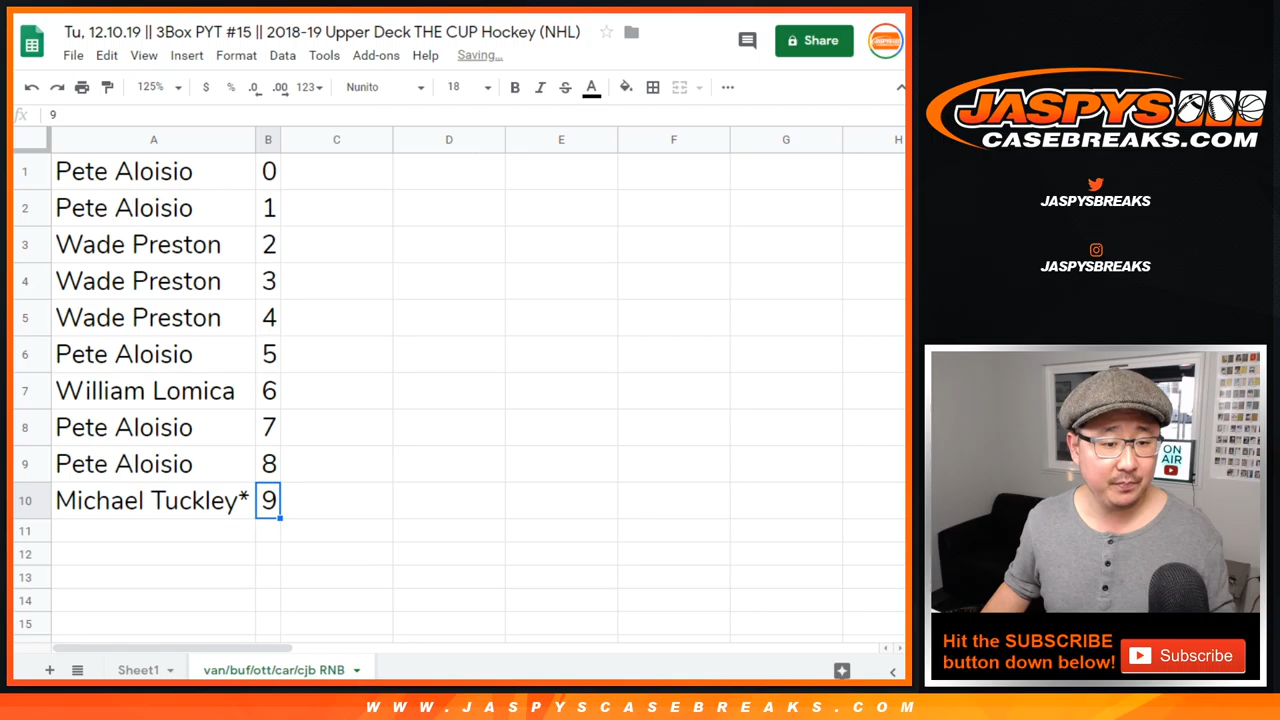 Tu, 12.10.19 || 3Box PYT #15 || 2018-19 Upper Deck THE CUP Hockey (NHL)
File Edit View Insert Format Data Tools Add-ons Help Saving...
Share
125% $ % .0 .00 123 Nunito 18 B I S A
fx 9
A B C D E F G H
1 Pete Aloisio 0
2 Pete Aloisio 1
3 Wade Preston 2
4 Wade Preston 3
5 Wade Preston 4
6 Pete Aloisio 5
7 William Lomica 6
8 Pete Aloisio 7
9 Pete Aloisio 8
10 Michael Tuckley* 9
11
12
13
14
15
Sheet1 van/buf/ott/car/cjb RNB
JASPYS
CASEBREAKS.COM
JASPYSBREAKS
JASPYSBREAKS
ON
AIR
Hit the SUBSCRIBE
button down below!
Subscribe
WWW.JASPYSCASEBREAKS.COM